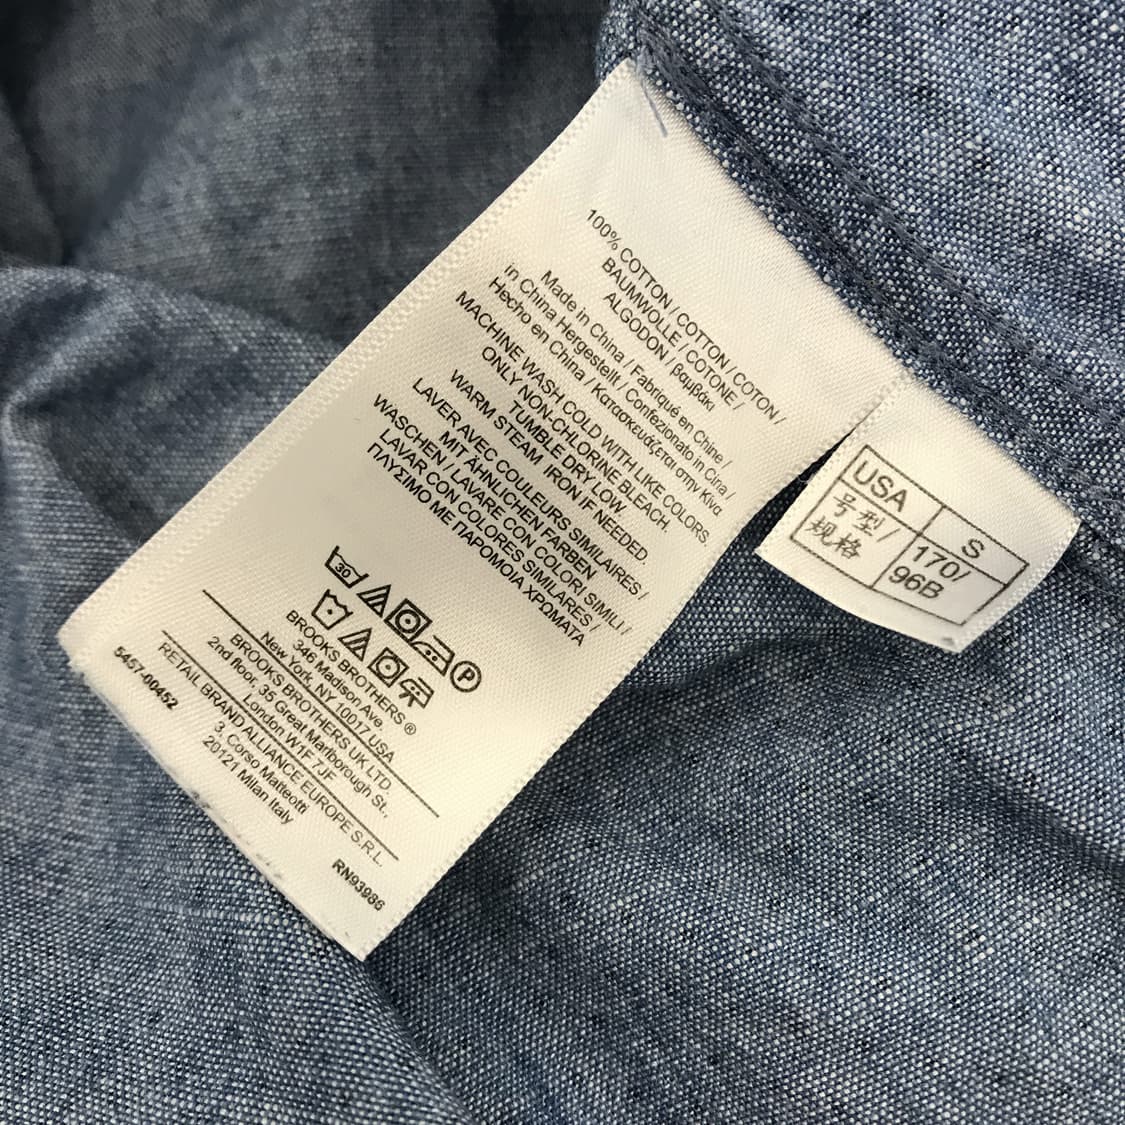 100% COTTON / COTTON / COTON /
BAUMWOLLE / COTONE /
ALGODON / βαμβάκι
Made in China / Fabriqué en Chine /
in China Hergestellt / Confezionato in Cina /
Hecho en China / Κατασκευάζεται στην Κίνα
MACHINE WASH COLD WITH LIKE COLORS.
ONLY NON-CHLORINE BLEACH.
TUMBLE DRY LOW.
WARM STEAM IRON IF NEEDED.
LAVER AVEC COULEURS SIMILAIRES /
MIT ÄHNLICHEN FARBEN
WASCHEN / LAVARE CON COLORI SIMILI /
LAVAR CON COLORES SIMILARES /
ΠΛΥΣΙΜΟ ΜΕ ΠΑΡΟΜΟΙΑ ΧΡΩΜΑΤΑ
30
P
BROOKS BROTHERS ®
346 Madison Ave.
New York, NY 10017 USA
BROOKS BROTHERS UK LTD.
2nd floor, 35 Great Marlborough St.,
London W1F 7JF
RETAIL BRAND ALLIANCE EUROPE S.R.L.
3, Corso Matteotti
20121 Milan Italy
5457-00452
RN93986
USA S
号型/ 170/
规格 96B